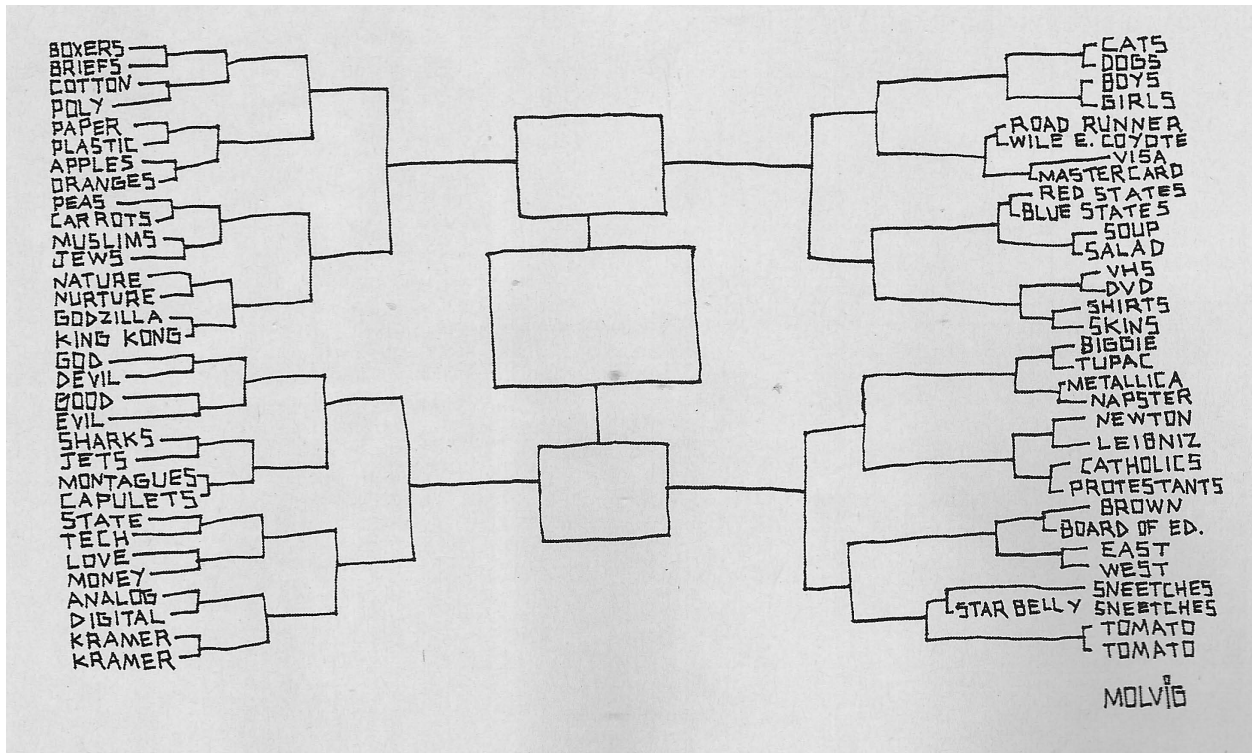 BOXERS
BRIEFS
COTTON
POLY
PAPER
PLASTIC
APPLES
ORANGES
PEAS
CARROTS
MUSLIMS
JEWS
NATURE
NURTURE
GODZILLA
KING KONG
GOD
DEVIL
GOOD
EVIL
SHARKS
JETS
MONTAGUES
CAPULETS
STATE
TECH
LOVE
MONEY
ANALOG
DIGITAL
KRAMER
KRAMER
CATS
DOGS
BOYS
GIRLS
ROAD RUNNER
WILE E. COYOTE
VISA
MASTERCARD
RED STATES
BLUE STATES
SOUP
SALAD
VHS
DVD
SHIRTS
SKINS
BIGGIE
TUPAC
METALLICA
NAPSTER
NEWTON
LEIBNIZ
CATHOLICS
PROTESTANTS
BROWN
BOARD OF ED.
EAST
WEST
SNEETCHES
STAR BELLY SNEETCHES
TOMATO
TOMATO
MOLVIG